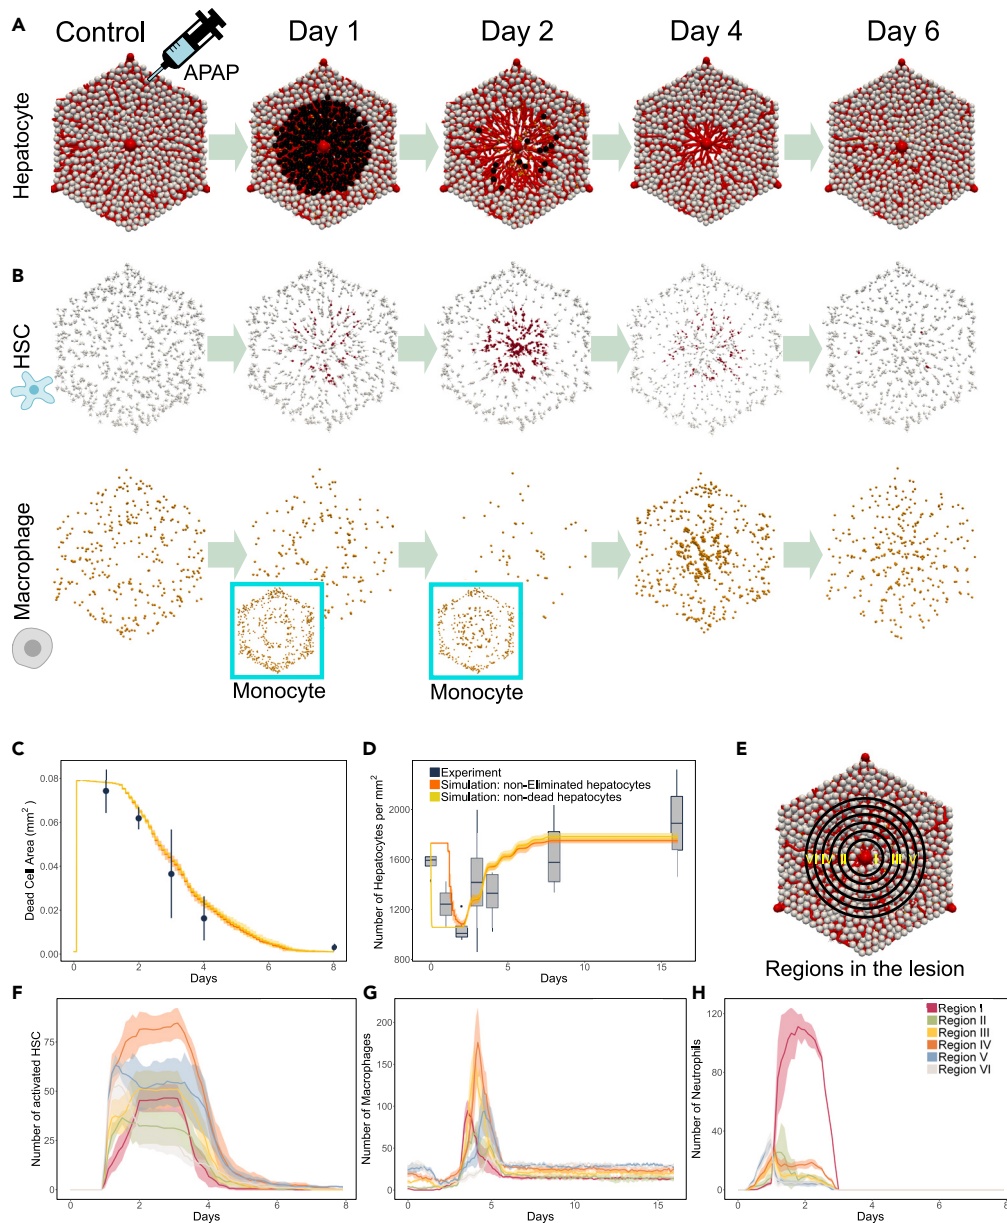 A
Control
APAP
Day 1
Day 2
Day 4
Day 6
Hepatocyte
B
HSC
Macrophage
Monocyte
Monocyte
C
Dead Cell Area (mm²)
0.08
0.06
0.04
0.02
0.00
0
2
4
6
8
Days
D
Experiment
Simulation: non-Eliminated hepatocytes
Simulation: non-dead hepatocytes
Number of Hepatocytes per mm²
2000
1600
1200
800
0
5
10
15
Days
E
Regions in the lesion
F
Number of activated HSC
75
50
25
0
0
2
4
6
8
Days
G
Number of Macrophages
200
150
100
50
0
0
5
10
15
Days
H
Number of Neutrophils
120
80
40
0
0
2
4
6
8
Days
Region I
Region II
Region III
Region IV
Region V
Region VI